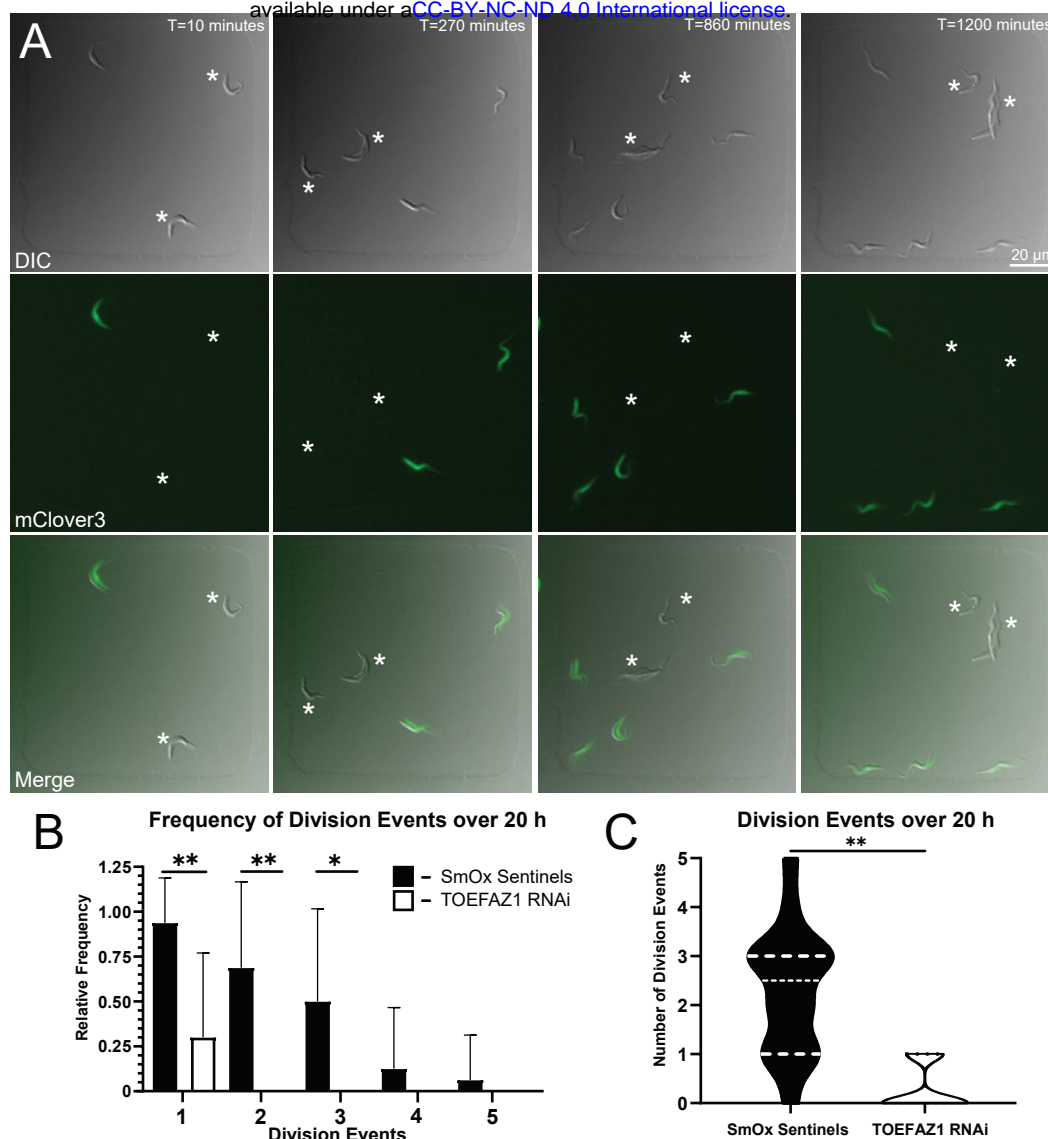 available under aCC-BY-NC-ND 4.0 International license.
A
T=10 minutes
T=270 minutes
T=860 minutes
T=1200 minutes
*
*
*
*
*
*
*
*
DIC
20 µm
*
*
*
*
*
*
*
*
mClover3
*
*
*
*
*
*
*
*
Merge
B
Frequency of Division Events over 20 h
** ** *
SmOx Sentinels
TOEFAZ1 RNAi
Relative Frequency
1.25
1.00
0.75
0.50
0.25
0
1 2 3 4 5
Division Events
C
Division Events over 20 h
**
Number of Division Events
5
4
3
2
1
0
SmOx Sentinels TOEFAZ1 RNAi